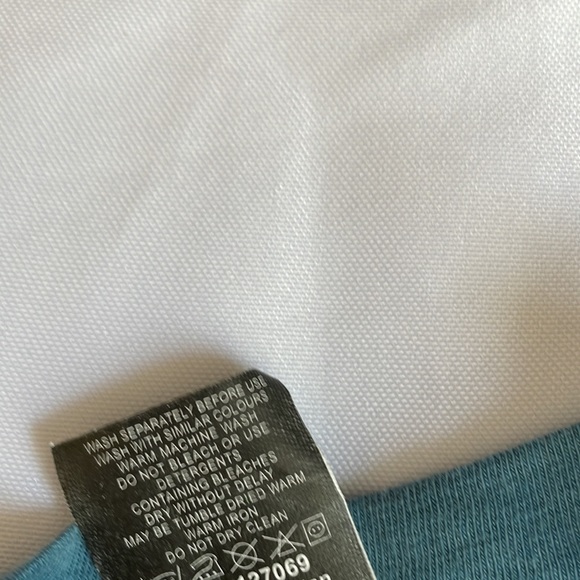 WASH SEPARATELY BEFORE USE
WASH WITH SIMILAR COLOURS
WARM MACHINE WASH
DO NOT BLEACH OR USE
DETERGENTS
CONTAINING BLEACHES
DRY WITHOUT DELAY
MAY BE TUMBLE DRIED WARM
WARM IRON
DO NOT DRY CLEAN
127069